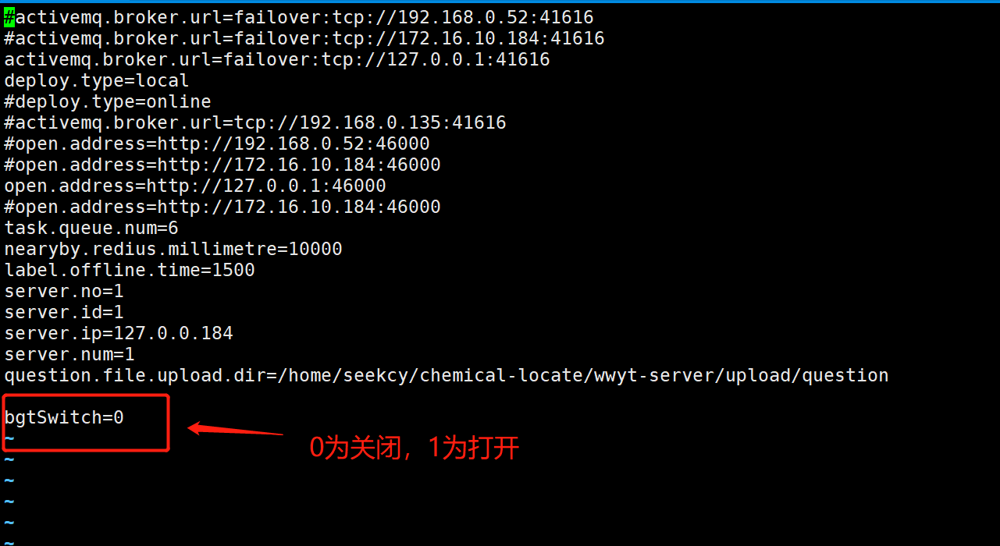 #activemq.broker.url=failover:tcp://192.168.0.52:41616
#activemq.broker.url=failover:tcp://172.16.10.184:41616
activemq.broker.url=failover:tcp://127.0.0.1:41616
deploy.type=local
#deploy.type=online
#activemq.broker.url=tcp://192.168.0.135:41616
#open.address=http://192.168.0.52:46000
#open.address=http://172.16.10.184:46000
open.address=http://127.0.0.1:46000
#open.address=http://172.16.10.184:46000
task.queue.num=6
nearyby.redius.millimetre=10000
label.offline.time=1500
server.no=1
server.id=1
server.ip=127.0.0.184
server.num=1
question.file.upload.dir=/home/seekcy/chemical-locate/wwyt-server/upload/question
bgtSwitch=0
~
0为关闭，1为打开
~
~
~
~
~